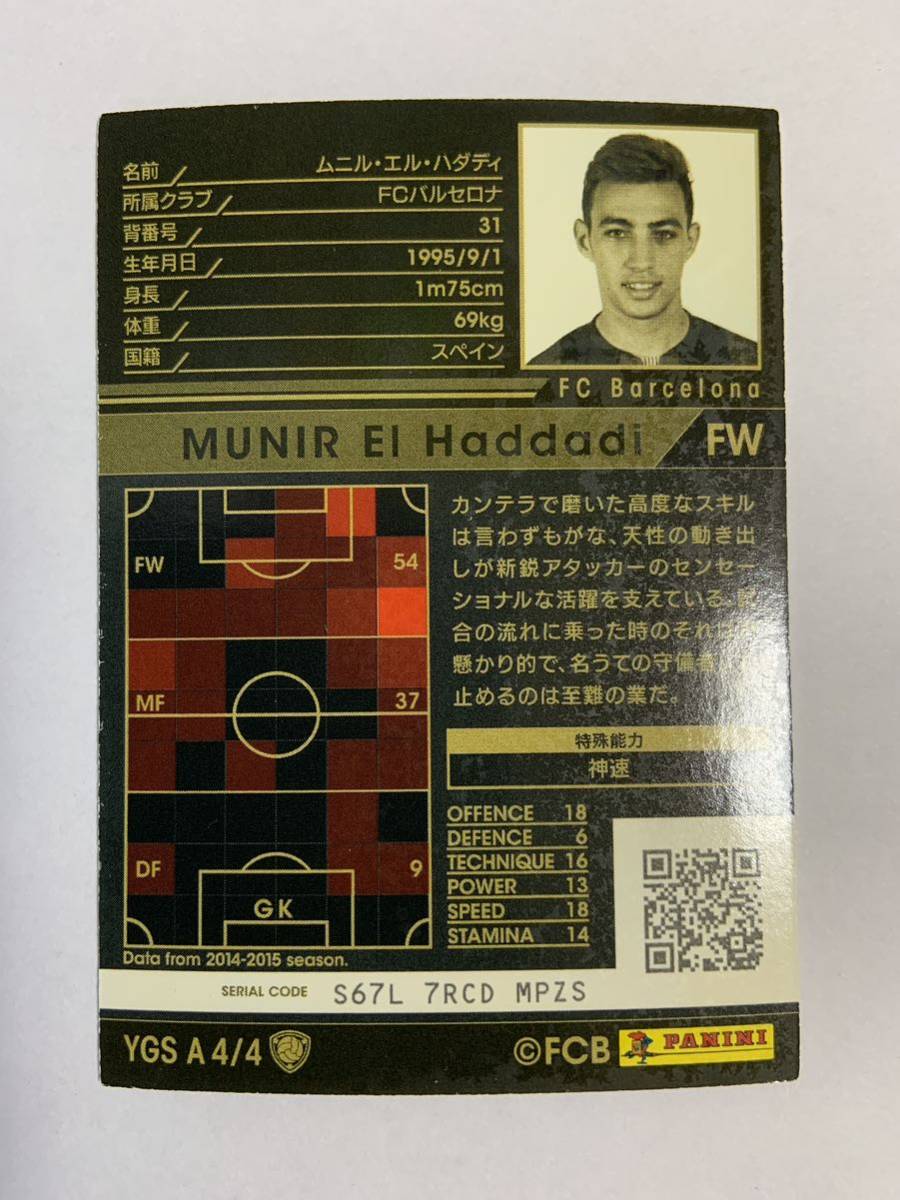 名前 ムニル・エル・ハダディ
所属クラブ FCバルセロナ
背番号 31
生年月日 1995/9/1
身長 1m75cm
体重 69kg
国籍 スペイン
FC Barcelona
MUNIR El Haddadi FW
カンテラで磨いた高度なスキル
は言わずもがな、天性の動き出
しが新鋭アタッカーのセンセー
ショナルな活躍を支えている。試
合の流れに乗った時のそれは
懸かり的で、名うての守備者
止めるのは至難の業だ。
特殊能力
神速
FW 54
MF 37
DF 9
GK
Data from 2014-2015 season.
OFFENCE 18
DEFENCE 6
TECHNIQUE 16
POWER 13
SPEED 18
STAMINA 14
SERIAL CODE S67L 7RCD MPZS
YGS A 4/4
©FCB PANINI